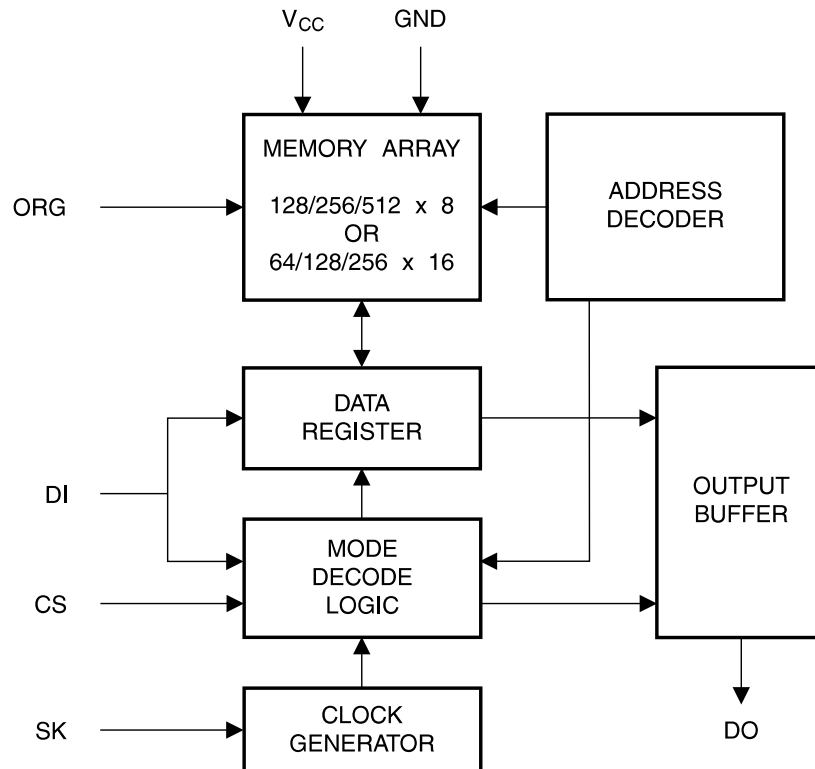 VCC
GND
MEMORY ARRAY
128/256/512 x 8
OR
64/128/256 x 16
ADDRESS
DECODER
ORG
DATA
REGISTER
DI
OUTPUT
BUFFER
MODE
DECODE
LOGIC
CS
CLOCK
GENERATOR
SK
DO